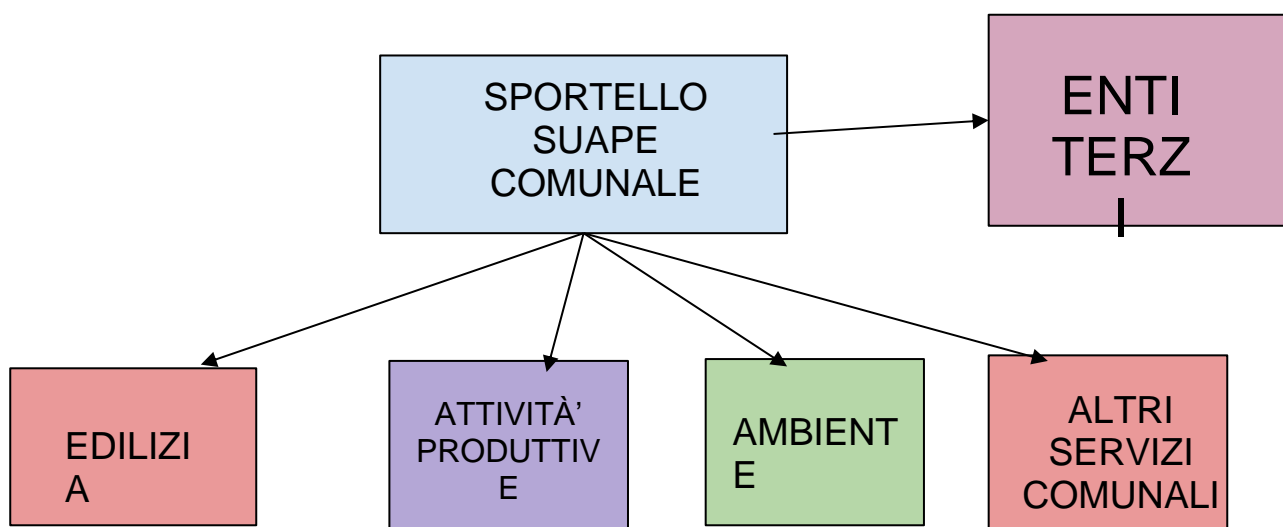 SPORTELLO
SUAPE
COMUNALE
ENTI
TERZ
I
EDILIZI
A
ATTIVITÀ’
PRODUTTIV
E
AMBIENT
E
ALTRI
SERVIZI
COMUNALI